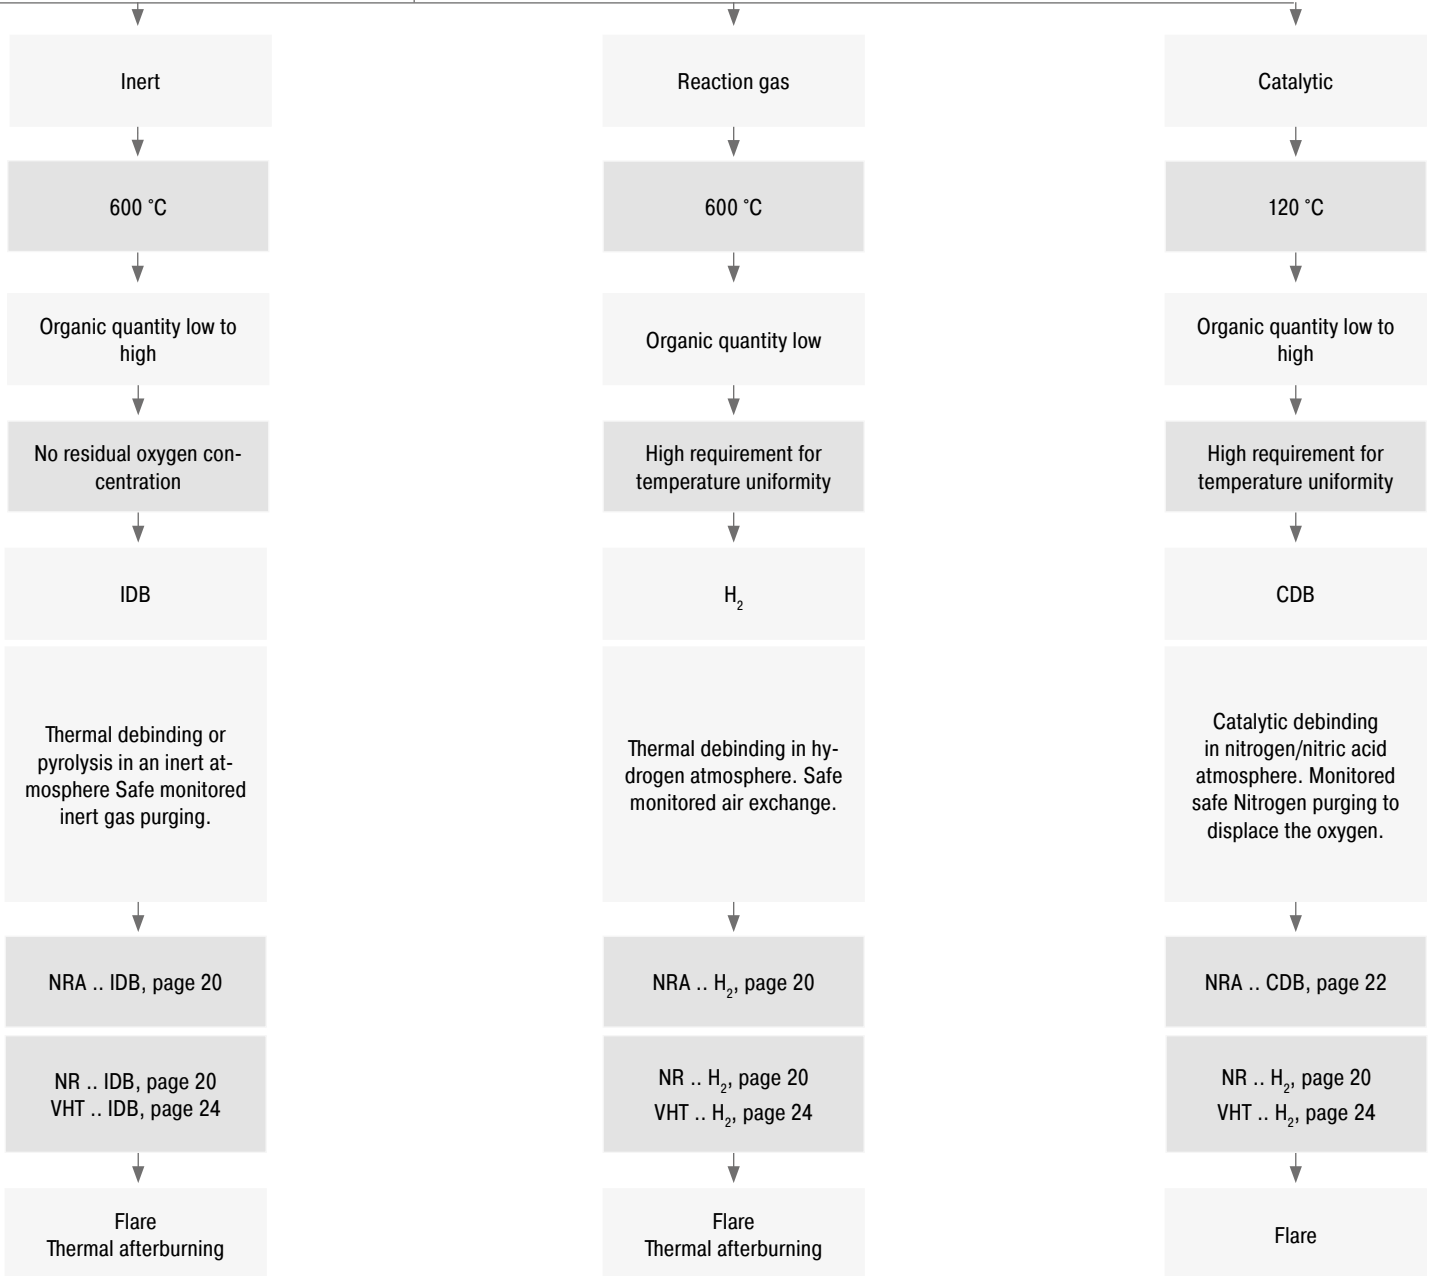 Inert
600 °C
Organic quantity low to
high
No residual oxygen con-
centration
IDB
Thermal debinding or
pyrolysis in an inert at-
mosphere Safe monitored
inert gas purging.
NRA .. IDB, page 20
NR .. IDB, page 20
VHT .. IDB, page 24
Flare
Thermal afterburning
Reaction gas
600 °C
Organic quantity low
High requirement for
temperature uniformity
H₂
Thermal debinding in hy-
drogen atmosphere. Safe
monitored air exchange.
NRA .. H₂, page 20
NR .. H₂, page 20
VHT .. H₂, page 24
Flare
Thermal afterburning
Catalytic
120 °C
Organic quantity low to
high
High requirement for
temperature uniformity
CDB
Catalytic debinding
in nitrogen/nitric acid
atmosphere. Monitored
safe Nitrogen purging to
displace the oxygen.
NRA .. CDB, page 22
NR .. H₂, page 20
VHT .. H₂, page 24
Flare